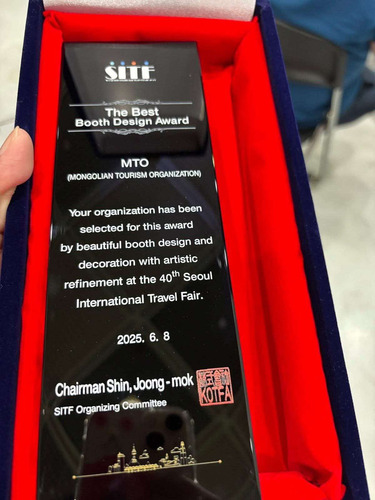 SITF
The Best
Booth Design Award
MTO
(MONGOLIAN TOURISM ORGANIZATION)
Your organization has been
selected for this award
by beautiful booth design and
decoration with artistic
refinement at the 40th Seoul
International Travel Fair.
2025. 6. 8
Chairman Shin, Joong - mok
SITF Organizing Committee
KOTFA